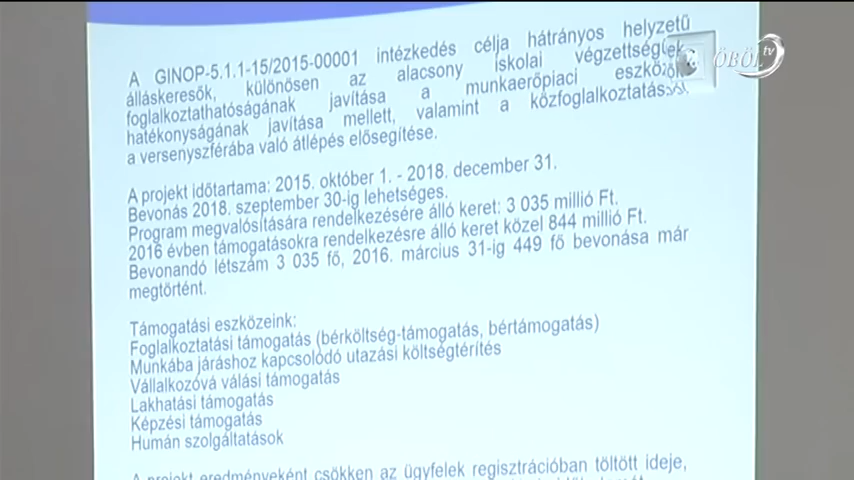 A GINOP-5.1.1-15/2015-00001 intézkedés célja hátrányos helyzetű
álláskeresők, különösen az alacsony iskolai végzettségűek
foglalkoztathatóságának javítása a munkaerőpiaci eszközök
hatékonyságának javítása mellett, valamint a közfoglalkoztatás
a versenyszférába való átlépés elősegítése.
A projekt időtartama: 2015. október 1. - 2018. december 31.
Bevonás 2018. szeptember 30-ig lehetséges.
Program megvalósítására rendelkezésére álló keret: 3 035 millió Ft.
2016 évben támogatásokra rendelkezésre álló keret közel 844 millió Ft.
Bevonandó létszám 3 035 fő, 2016. március 31-ig 449 fő bevonása már
megtörtént.
Támogatási eszközeink:
Foglalkoztatási támogatás (bérköltség-támogatás, bértámogatás)
Munkába járáshoz kapcsolódó utazási költségtérítés
Vállalkozóvá válási támogatás
Lakhatási támogatás
Képzési támogatás
Humán szolgáltatások
A projekt eredményeként csökken az ügyfelek regisztrációban töltött ideje,
ÖBÖL tv